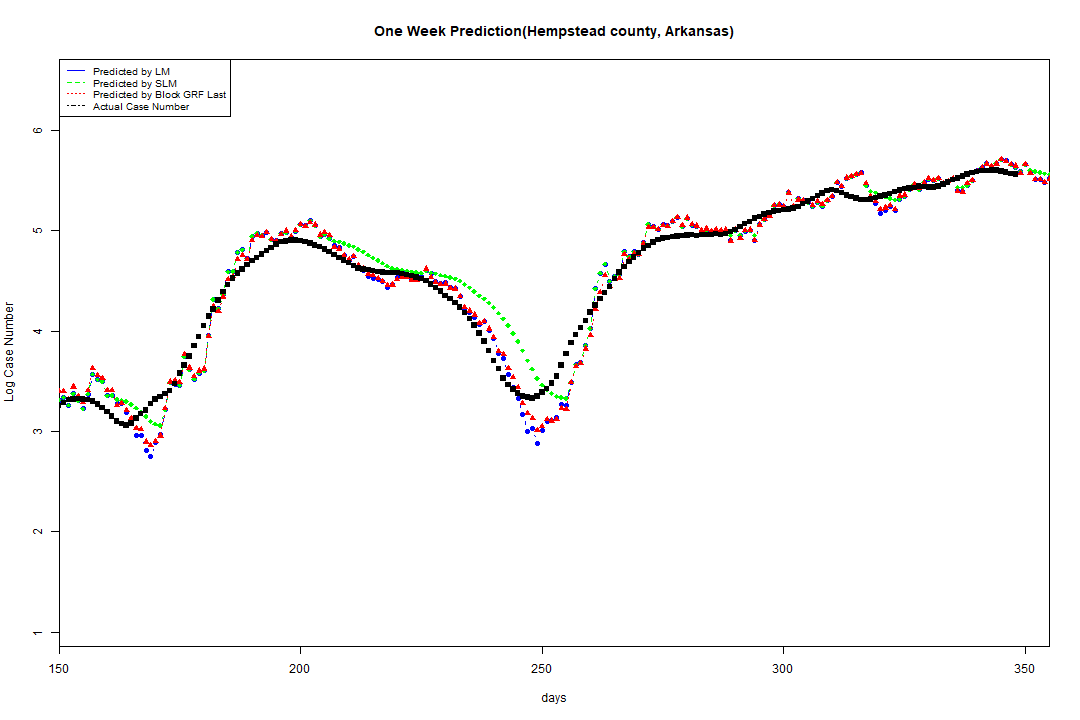 One Week Prediction(Hempstead county, Arkansas)
Predicted by LM
Predicted by SLM
Predicted by Block GRF Last
Actual Case Number
6
5
4
3
2
1
Log Case Number
150 200 250 300 350
days